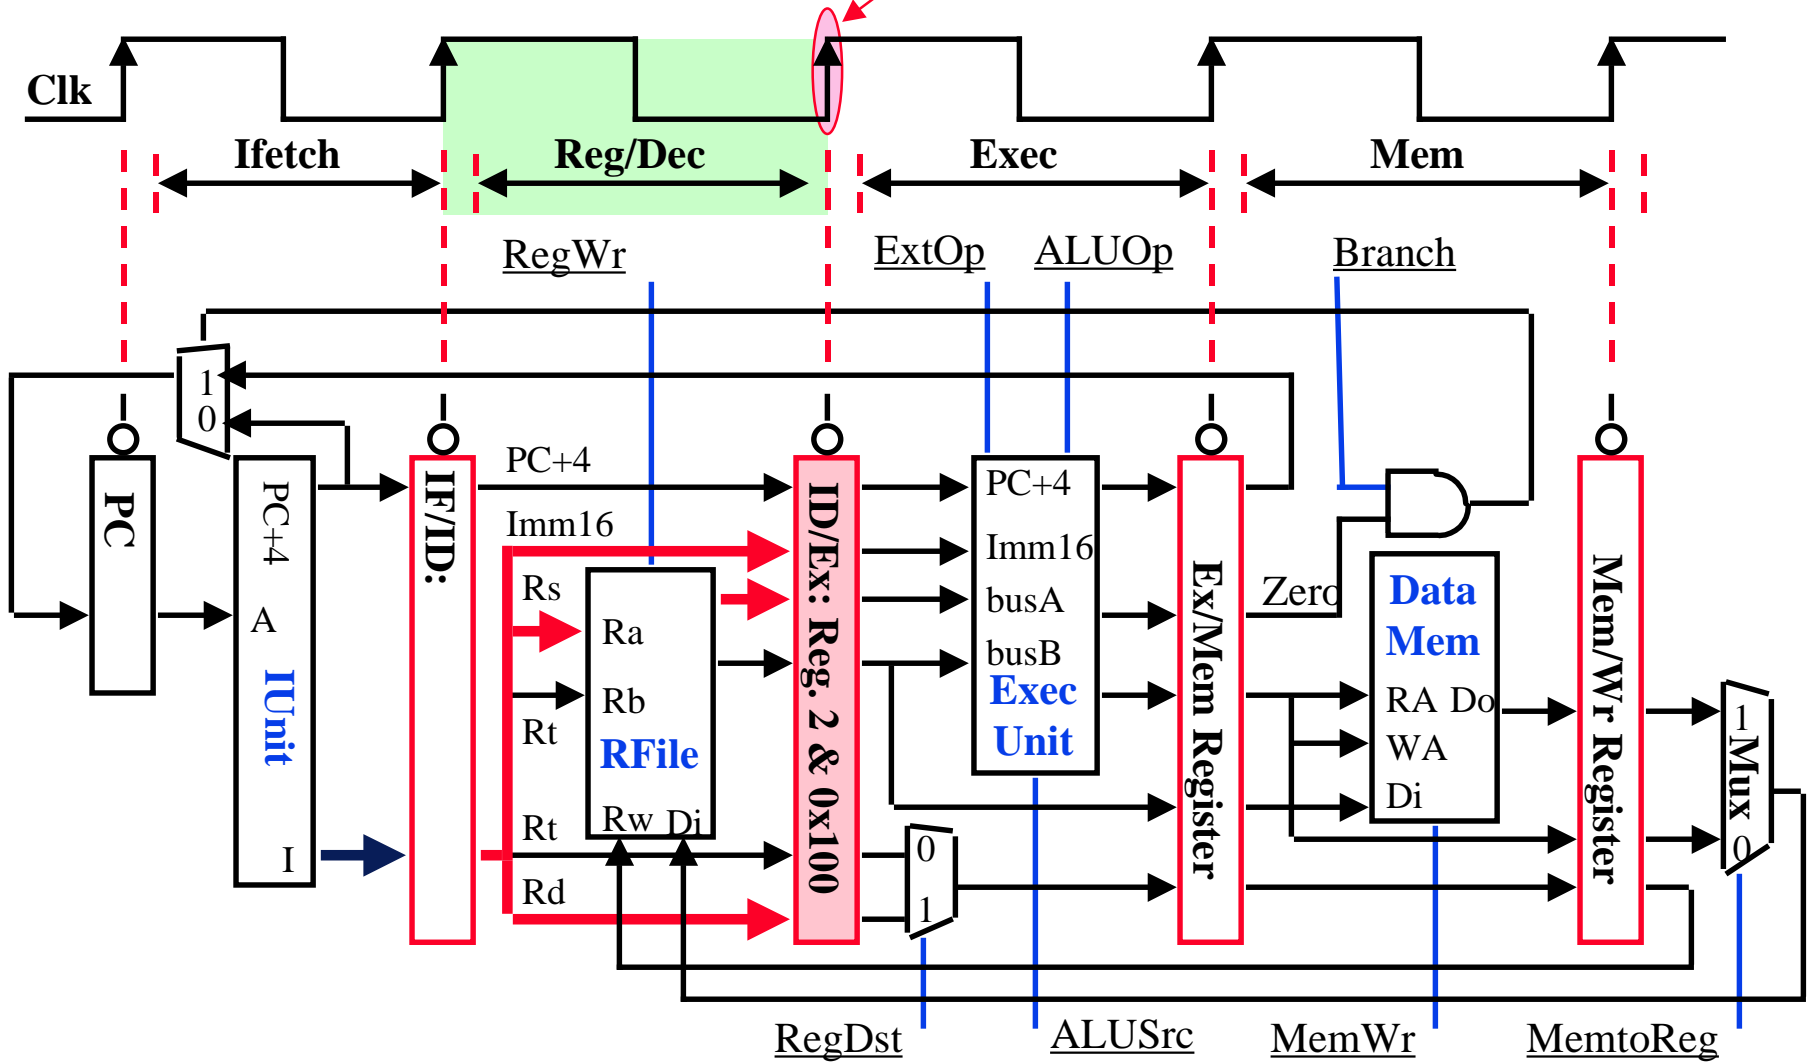 Clk
Ifetch
Reg/Dec
Exec
Mem
RegWr
ExtOp
ALUOp
Branch
1
0
PC
PC+4
A
IUnit
I
IF/ID:
PC+4
Imm16
Rs
Ra
Rb
Rt
RFile
Rt
Rw Di
Rd
ID/Ex: Reg. 2 & 0x100
0
1
PC+4
Imm16
busA
busB
Exec
Unit
Ex/Mem Register
Zero
Data
Mem
RA Do
WA
Di
Mem/Wr Register
1
Mux
0
RegDst
ALUSrc
MemWr
MemtoReg